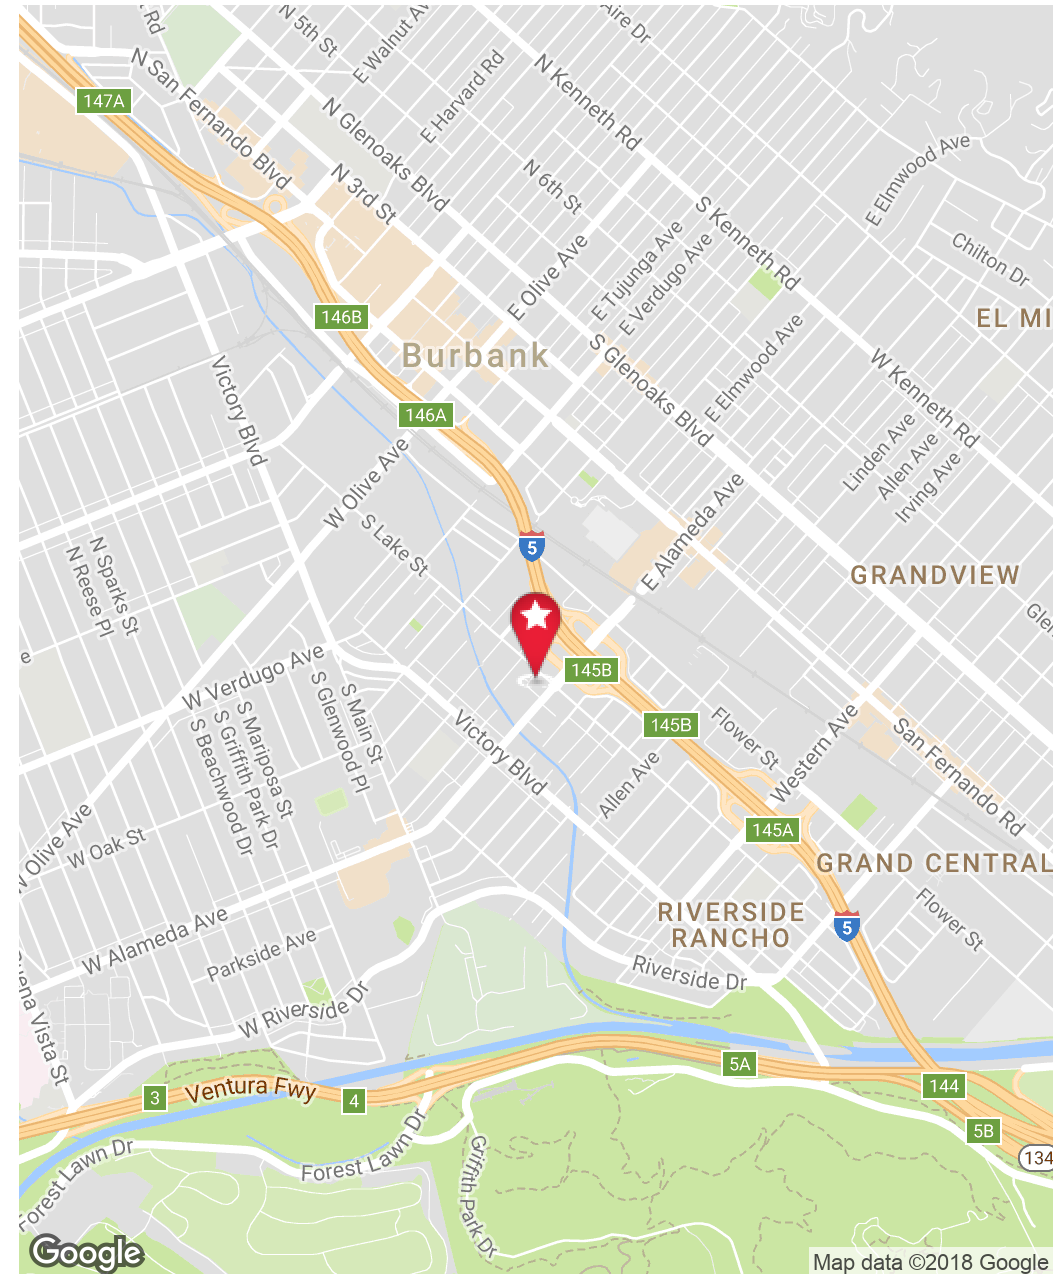 N 5th St
E Walnut Av
Aire Dr
Rd
N San Fernando Blvd
E Harvard Rd
N Kenneth Rd
147A
N Glenoaks Blvd
N 3rd St
N 6th St
E Elmwood Ave
S Kenneth Rd
Chilton Dr
E Olive Ave
E Tujunga Ave
E Verdugo Ave
EL MI
146B
Burbank
S Glenoaks Blvd
E Elmwood Ave
W Kenneth Rd
Victory Blvd
146A
Linden Ave
Allen Ave
Irving Ave
W Olive Ave
E Alameda Ave
S Lake St
5
GRANDVIEW
N Sparks St
N Reese Pl
Glen
e
145B
W Verdugo Ave
S Main St
S Glenwood Pl
S Mariposa St
S Griffith Park Dr
S Beachwood Dr
Victory Blvd
145B
Flower St
Western Ave
San Fernando Rd
Allen Ave
W Olive Ave
W Oak St
145A
GRAND CENTRAL
RIVERSIDE
RANCHO
5
Flower St
W Alameda Ave
Parkside Ave
Riverside Dr
Buena Vista St
W Riverside Dr
5A
144
3
Ventura Fwy
4
5B
134
Forest Lawn Dr
Forest Lawn Dr
Griffith Park Dr
Google
Map data ©2018 Google